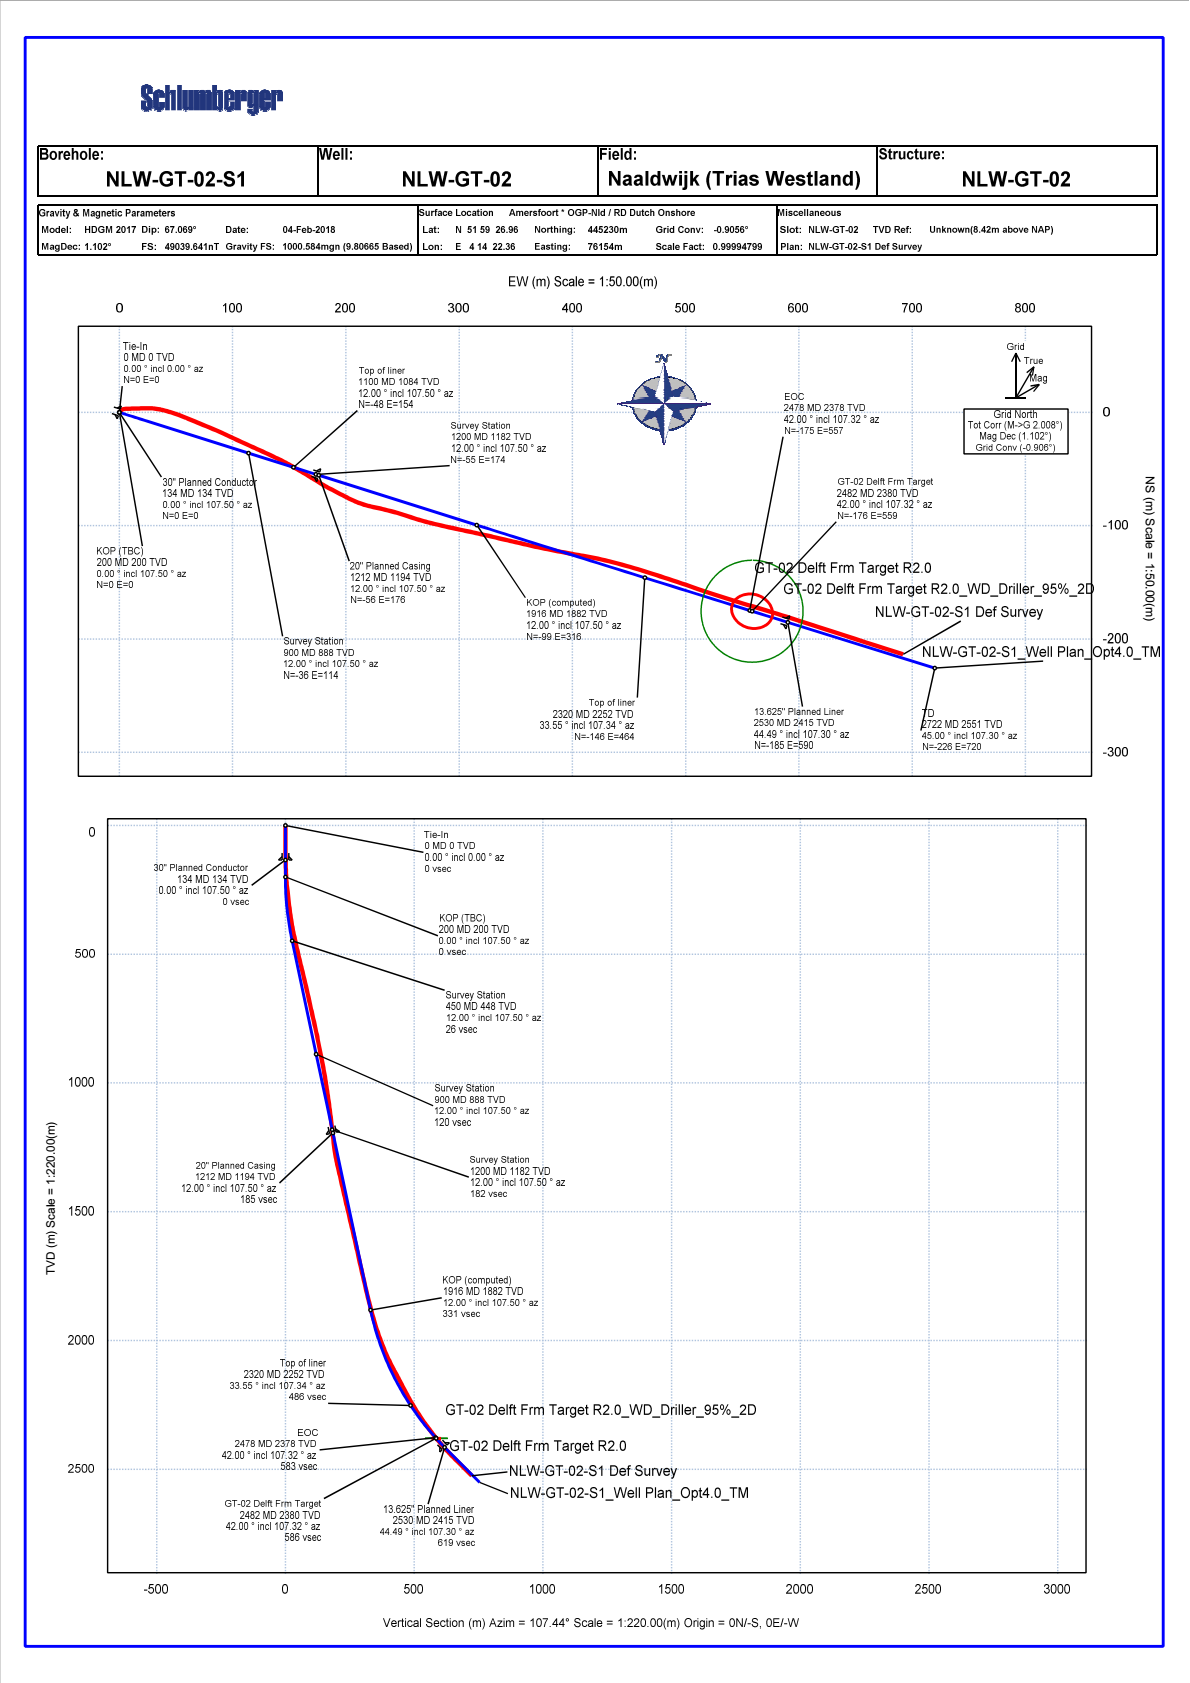 Schlumberger
Borehole: Well: Field: Structure:
NLW-GT-02-S1 NLW-GT-02 Naaldwijk (Trias Westland) NLW-GT-02
Gravity & Magnetic Parameters Surface Location Amersfoort * OGP-Nld / RD Dutch Onshore Miscellaneous
Model: HDGM 2017 Dip: 67.069° Date: 04-Feb-2018 Lat: N 51 59 26.96 Northing: 445230m Grid Conv: -0.9056° Slot: NLW-GT-02 TVD Ref: Unknown(8.42m above NAP)
MagDec: 1.102° FS: 49039.641nT Gravity FS: 1000.584mgn (9.80665 Based) Lon: E 4 14 22.36 Easting: 76154m Scale Fact: 0.99994799 Plan: NLW-GT-02-S1 Def Survey
EW (m) Scale = 1:50.00(m)
0 100 200 300 400 500 600 700 800
Tie-In
0 MD 0 TVD
0.00 ° incl 0.00 ° az
N=0 E=0
Top of liner
1100 MD 1084 TVD
12.00 ° incl 107.50 ° az
N=-48 E=154
Survey Station
1200 MD 1182 TVD
12.00 ° incl 107.50 ° az
N=-55 E=174
N
EOC
2478 MD 2378 TVD
42.00 ° incl 107.32 ° az
N=-175 E=557
Grid
True
Mag
Grid North
Tot Corr (M->G 2.008°)
Mag Dec (1.102°)
Grid Conv (-0.906°)
GT-02 Delft Frm Target
2482 MD 2380 TVD
42.00 ° incl 107.32 ° az
N=-176 E=559
30" Planned Conductor
134 MD 134 TVD
0.00 ° incl 107.50 ° az
N=0 E=0
KOP (TBC)
200 MD 200 TVD
0.00 ° incl 107.50 ° az
N=0 E=0
20" Planned Casing
1212 MD 1194 TVD
12.00 ° incl 107.50 ° az
N=-56 E=176
KOP (computed)
1916 MD 1882 TVD
12.00 ° incl 107.50 ° az
N=-99 E=316
Survey Station
900 MD 888 TVD
12.00 ° incl 107.50 ° az
N=-36 E=114
GT-02 Delft Frm Target R2.0
GT-02 Delft Frm Target R2.0_WD_Driller_95%_2D
NLW-GT-02-S1 Def Survey
NLW-GT-02-S1_Well Plan_Opt4.0_TM
Top of liner
2320 MD 2252 TVD
33.55 ° incl 107.34 ° az
N=-146 E=464
13.625" Planned Liner
2530 MD 2415 TVD
44.49 ° incl 107.30 ° az
N=-185 E=590
TD
2722 MD 2551 TVD
45.00 ° incl 107.30 ° az
N=-226 E=720
0
-100
-200
-300
NS (m) Scale = 1:50.00(m)
0
500
1000
1500
2000
2500
TVD (m) Scale = 1:220.00(m)
Tie-In
0 MD 0 TVD
0.00 ° incl 0.00 ° az
0 vsec
30" Planned Conductor
134 MD 134 TVD
0.00 ° incl 107.50 ° az
0 vsec
KOP (TBC)
200 MD 200 TVD
0.00 ° incl 107.50 ° az
0 vsec
Survey Station
450 MD 448 TVD
12.00 ° incl 107.50 ° az
26 vsec
Survey Station
900 MD 888 TVD
12.00 ° incl 107.50 ° az
120 vsec
20" Planned Casing
1212 MD 1194 TVD
12.00 ° incl 107.50 ° az
185 vsec
Survey Station
1200 MD 1182 TVD
12.00 ° incl 107.50 ° az
182 vsec
KOP (computed)
1916 MD 1882 TVD
12.00 ° incl 107.50 ° az
331 vsec
Top of liner
2320 MD 2252 TVD
33.55 ° incl 107.34 ° az
486 vsec
GT-02 Delft Frm Target R2.0_WD_Driller_95%_2D
EOC
2478 MD 2378 TVD
42.00 ° incl 107.32 ° az
583 vsec
GT-02 Delft Frm Target R2.0
NLW-GT-02-S1 Def Survey
NLW-GT-02-S1_Well Plan_Opt4.0_TM
GT-02 Delft Frm Target
2482 MD 2380 TVD
42.00 ° incl 107.32 ° az
586 vsec
13.625" Planned Liner
2530 MD 2415 TVD
44.49 ° incl 107.30 ° az
619 vsec
-500 0 500 1000 1500 2000 2500 3000
Vertical Section (m) Azim = 107.44° Scale = 1:220.00(m) Origin = 0N/-S, 0E/-W